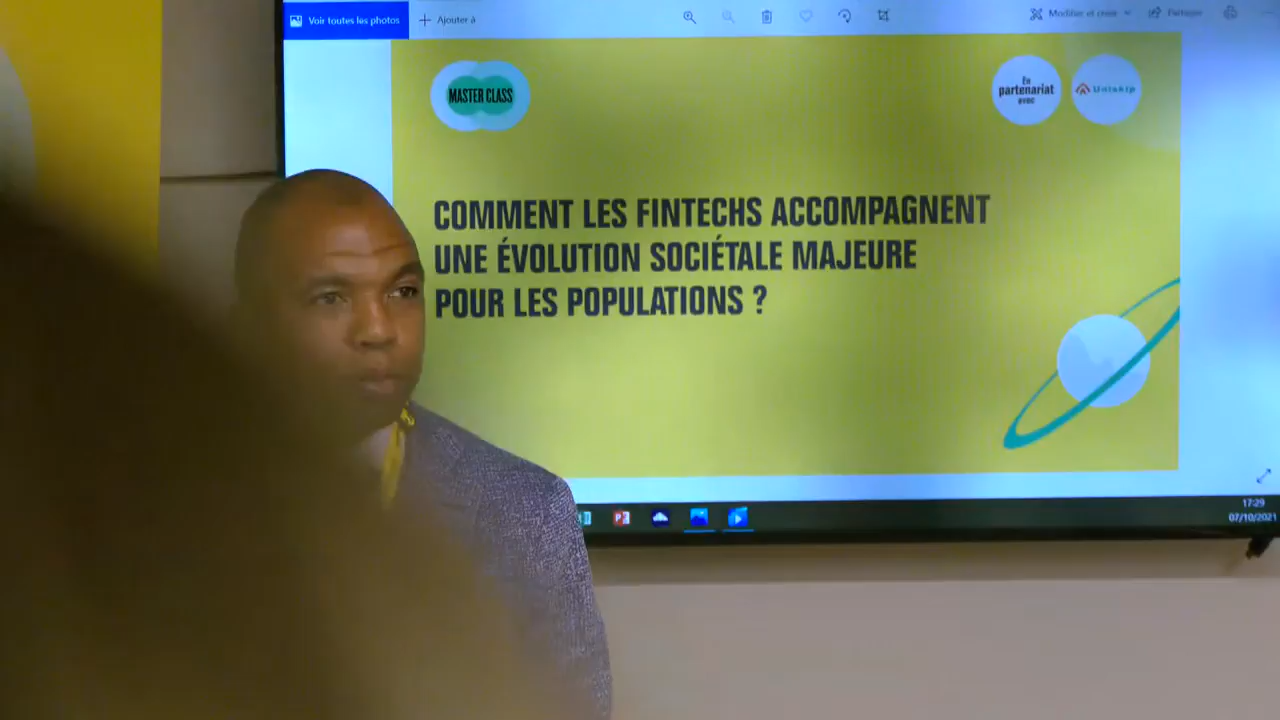 Voir toutes les photos
Ajouter à
Modifier et créer
Partager
MASTER CLASS
En
partenariat
avec
Uniskip
COMMENT LES FINTECHS ACCOMPAGNENT
UNE ÉVOLUTION SOCIÉTALE MAJEURE
POUR LES POPULATIONS ?
17:29
07/10/2021